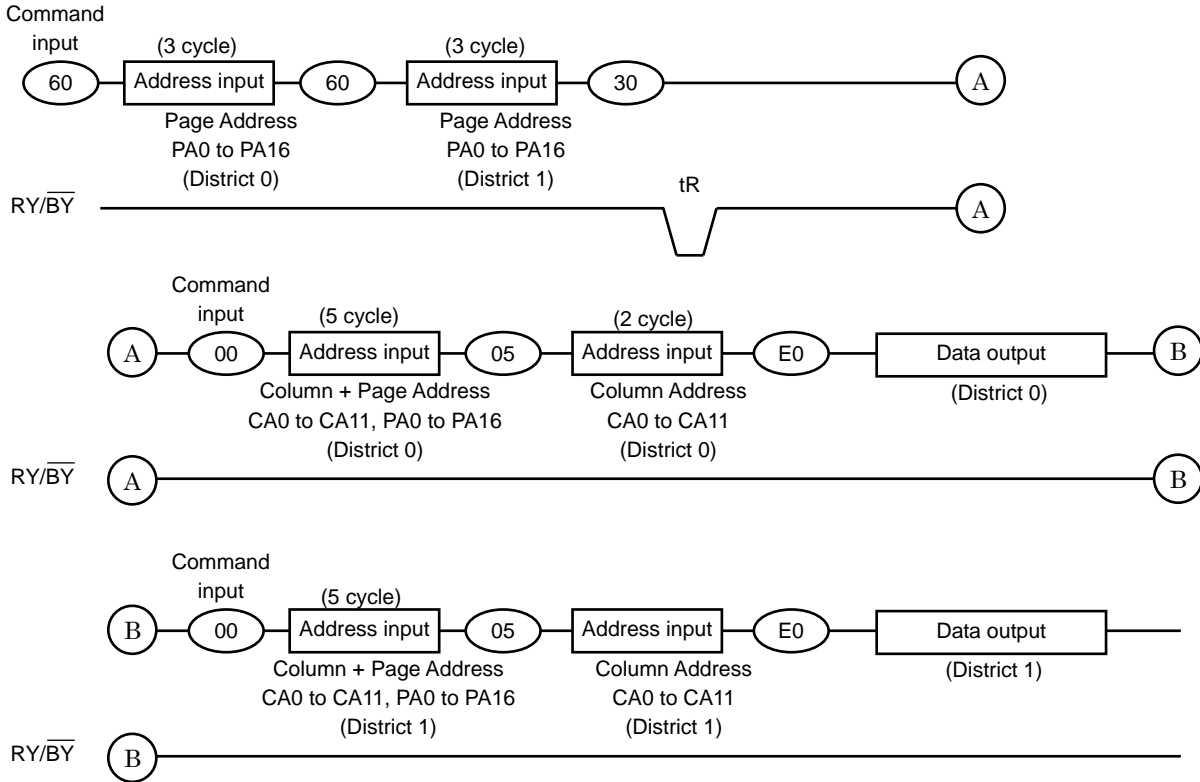 Command
input
(3 cycle)
(3 cycle)
60
Address input
60
Address input
30
A
Page Address
PA0 to PA16
(District 0)
Page Address
PA0 to PA16
(District 1)
tR
RY/B̅Y̅
A
Command
input
(5 cycle)
(2 cycle)
A
00
Address input
05
Address input
E0
Data output
B
Column + Page Address
CA0 to CA11, PA0 to PA16
(District 0)
Column Address
CA0 to CA11
(District 0)
(District 0)
RY/B̅Y̅
A
B
Command
input
(5 cycle)
B
00
Address input
05
Address input
E0
Data output
Column + Page Address
CA0 to CA11, PA0 to PA16
(District 1)
Column Address
CA0 to CA11
(District 1)
(District 1)
RY/B̅Y̅
B